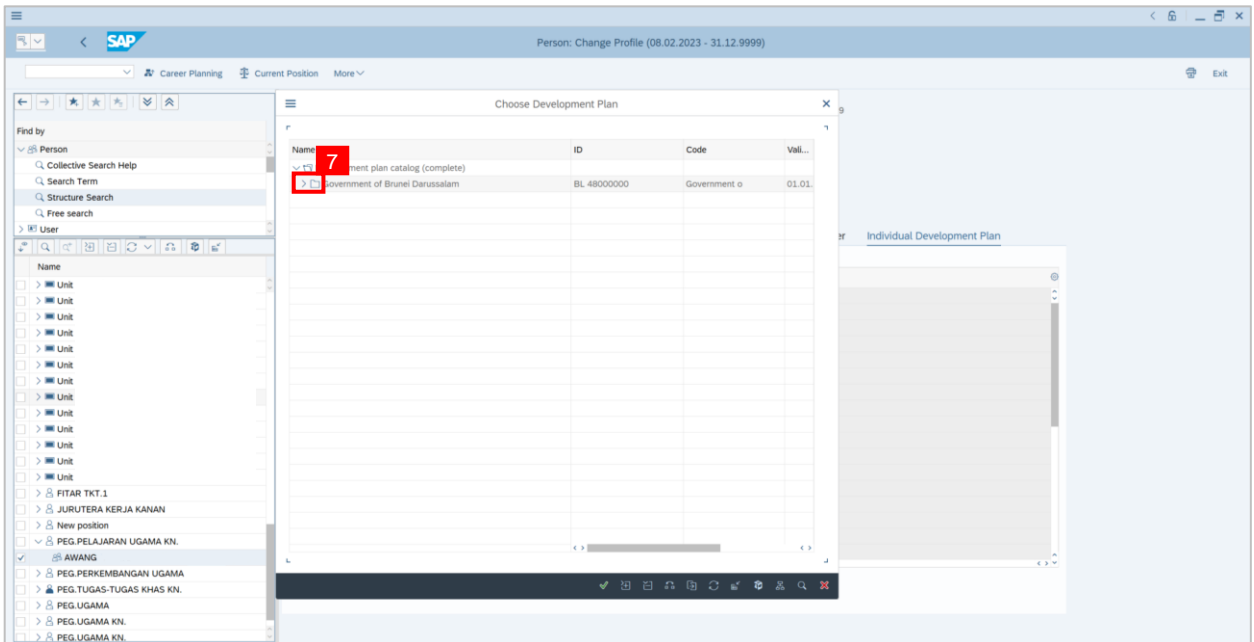 SAP
Person: Change Profile (08.02.2023 - 31.12.9999)
Career Planning
Current Position
More
Exit
Find by
Person
Collective Search Help
Search Term
Structure Search
Free search
User
Name
Unit
Unit
Unit
Unit
Unit
Unit
Unit
Unit
Unit
Unit
Unit
Unit
Unit
FITAR TKT.1
JURUTERA KERJA KANAN
New position
PEG.PELAJARAN UGAMA KN.
AWANG
PEG.PERKEMBANGAN UGAMA
PEG.TUGAS-TUGAS KHAS KN.
PEG.UGAMA
PEG.UGAMA KN.
PEG.UGAMA KN.
Choose Development Plan
Name ID Code Vali...
7
plan catalog (complete)
Government of Brunei Darussalam BL 48000000 Government o 01.01.
9
er
Individual Development Plan